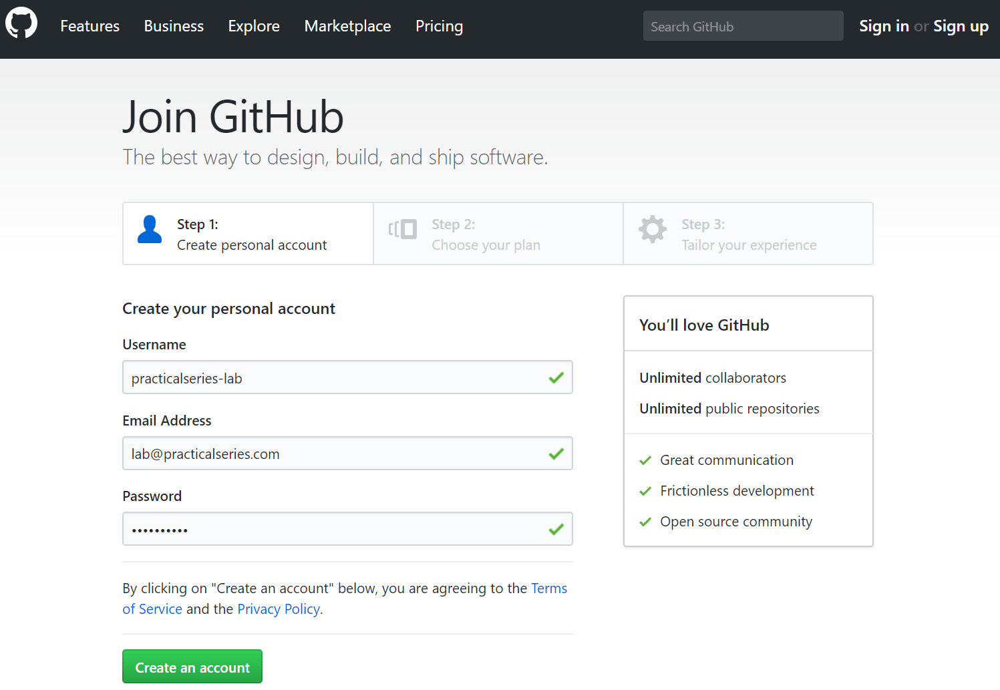 Features Business Explore Marketplace Pricing Search GitHub Sign in or Sign up
Join GitHub
The best way to design, build, and ship software.
Step 1:
Create personal account
Step 2:
Choose your plan
Step 3:
Tailor your experience
Create your personal account
Username
practicalseries-lab
Email Address
lab@practicalseries.com
Password
••••••••••
By clicking on "Create an account" below, you are agreeing to the Terms
of Service and the Privacy Policy.
Create an account
You’ll love GitHub
Unlimited collaborators
Unlimited public repositories
Great communication
Frictionless development
Open source community